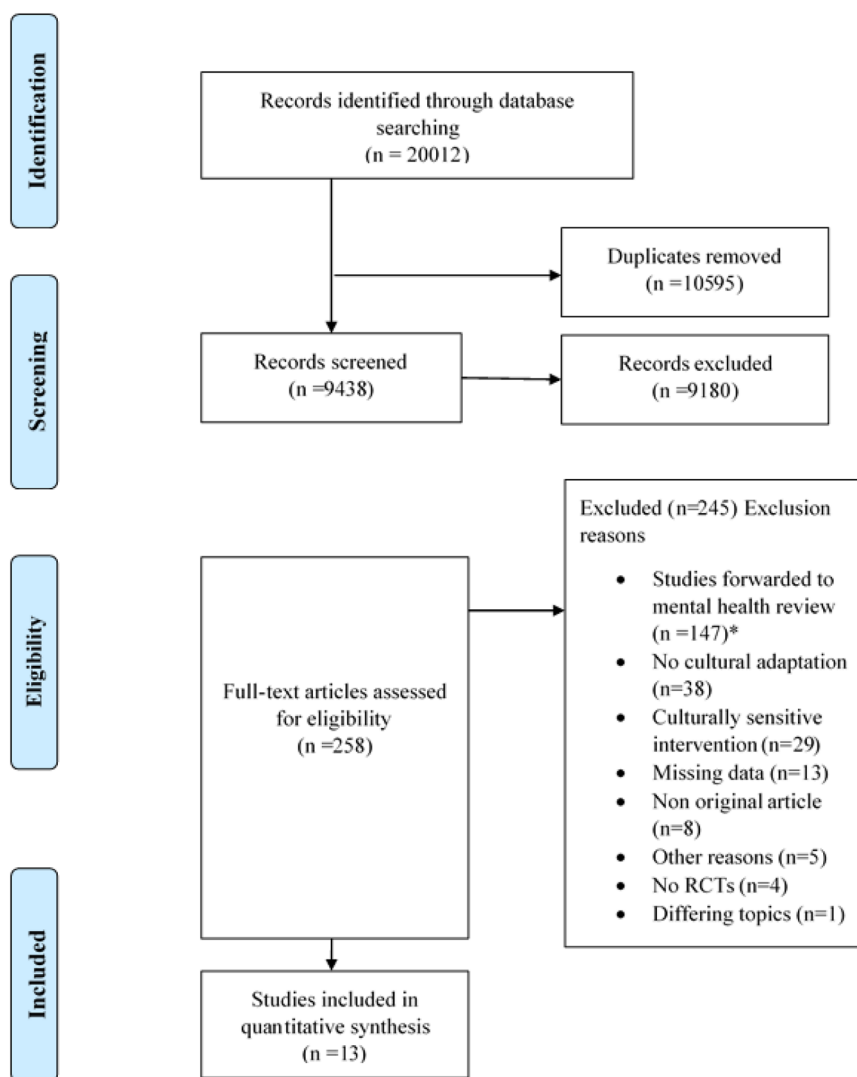 Identification
Records identified through database
searching
(n = 20012)
Duplicates removed
(n =10595)
Screening
Records screened
(n =9438)
Records excluded
(n =9180)
Eligibility
Full-text articles assessed
for eligibility
(n =258)
Excluded (n=245) Exclusion
reasons
• Studies forwarded to
mental health review
(n =147)*
• No cultural adaptation
(n=38)
• Culturally sensitive
intervention (n=29)
• Missing data (n=13)
• Non original article
(n=8)
• Other reasons (n=5)
• No RCTs (n=4)
• Differing topics (n=1)
Included
Studies included in
quantitative synthesis
(n =13)